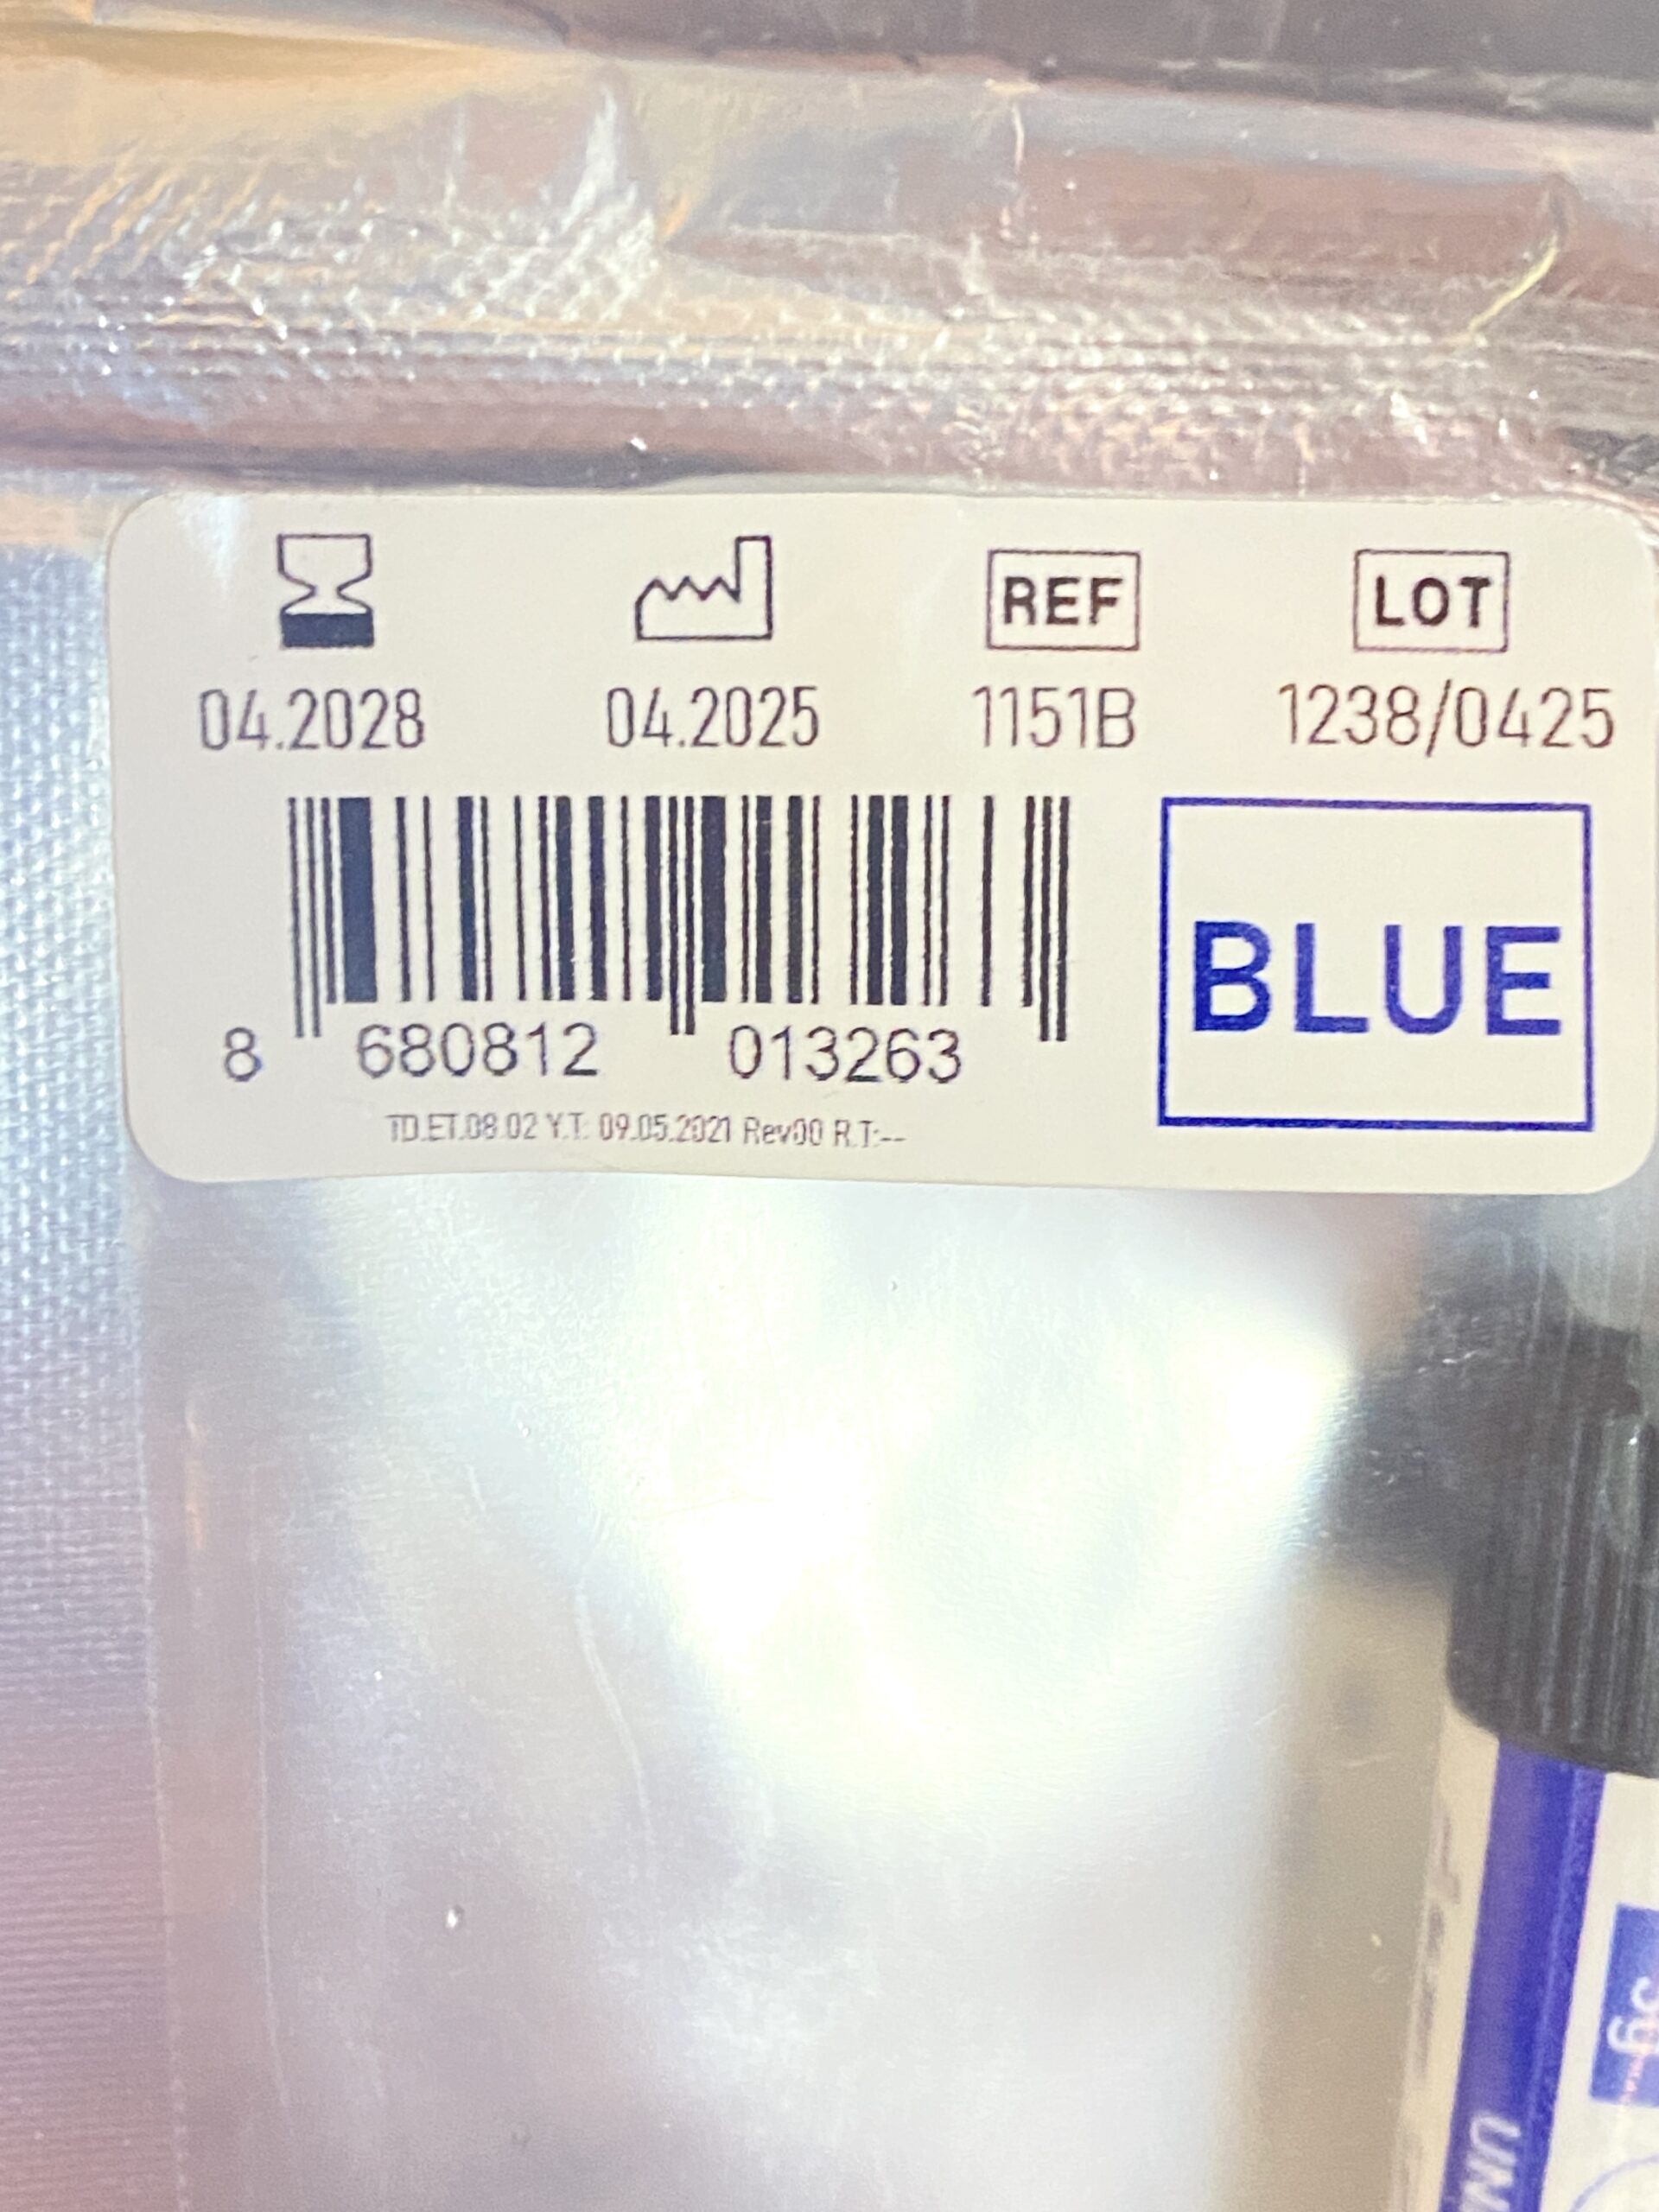 REF LOT
04.2028 04.2025 1151B 1238/0425
BLUE
8 680812 013263
TD.ET.08.02 Y.T: 09.05.2021 Rev00 R.T:--